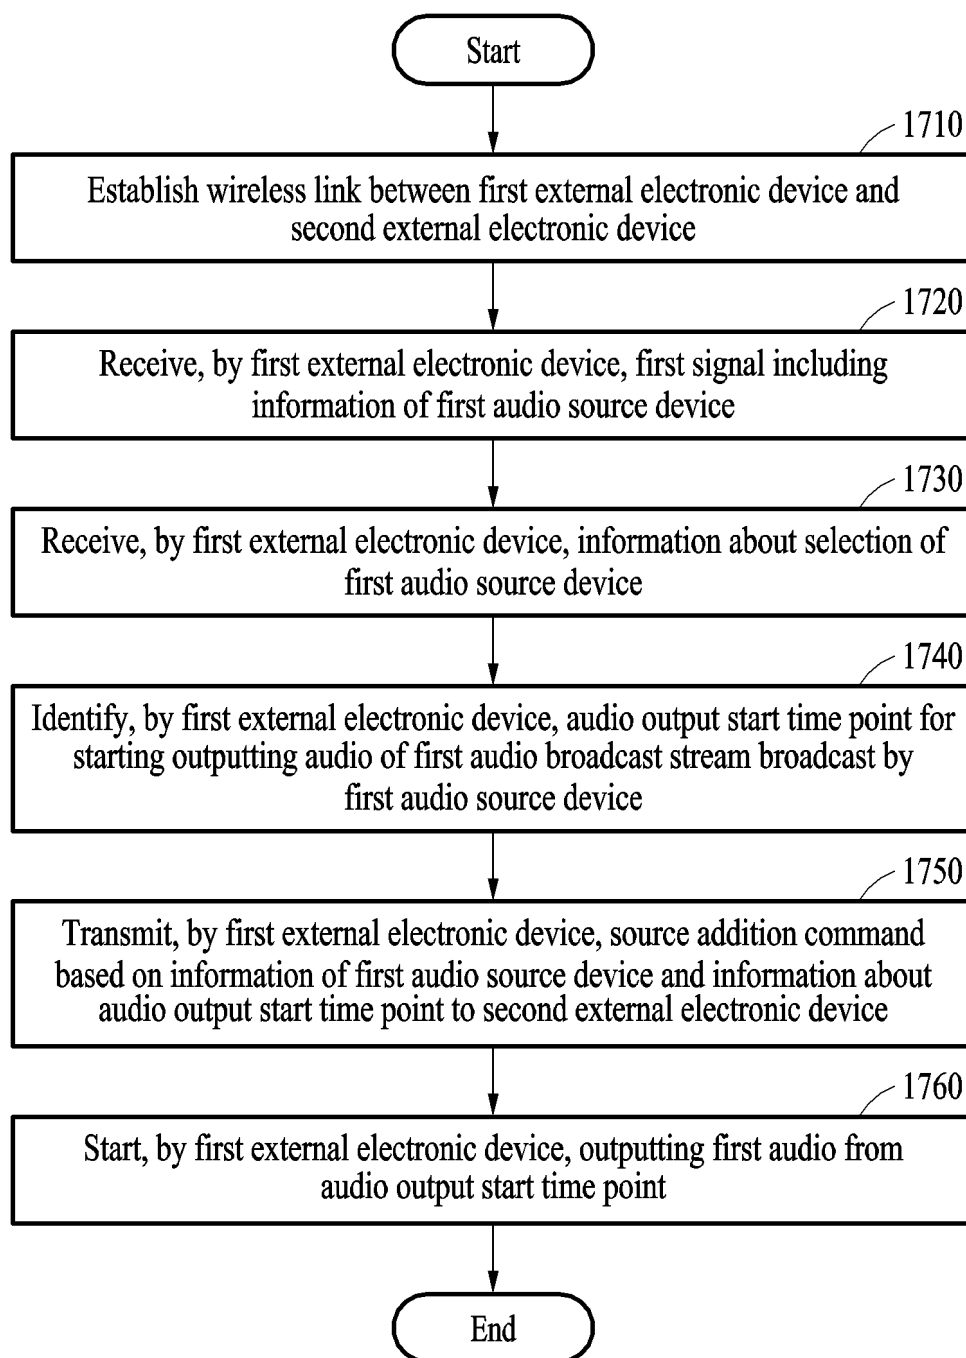 Start
1710
Establish wireless link between first external electronic device and
second external electronic device
1720
Receive, by first external electronic device, first signal including
information of first audio source device
1730
Receive, by first external electronic device, information about selection of
first audio source device
1740
Identify, by first external electronic device, audio output start time point for
starting outputting audio of first audio broadcast stream broadcast by
first audio source device
1750
Transmit, by first external electronic device, source addition command
based on information of first audio source device and information about
audio output start time point to second external electronic device
1760
Start, by first external electronic device, outputting first audio from
audio output start time point
End